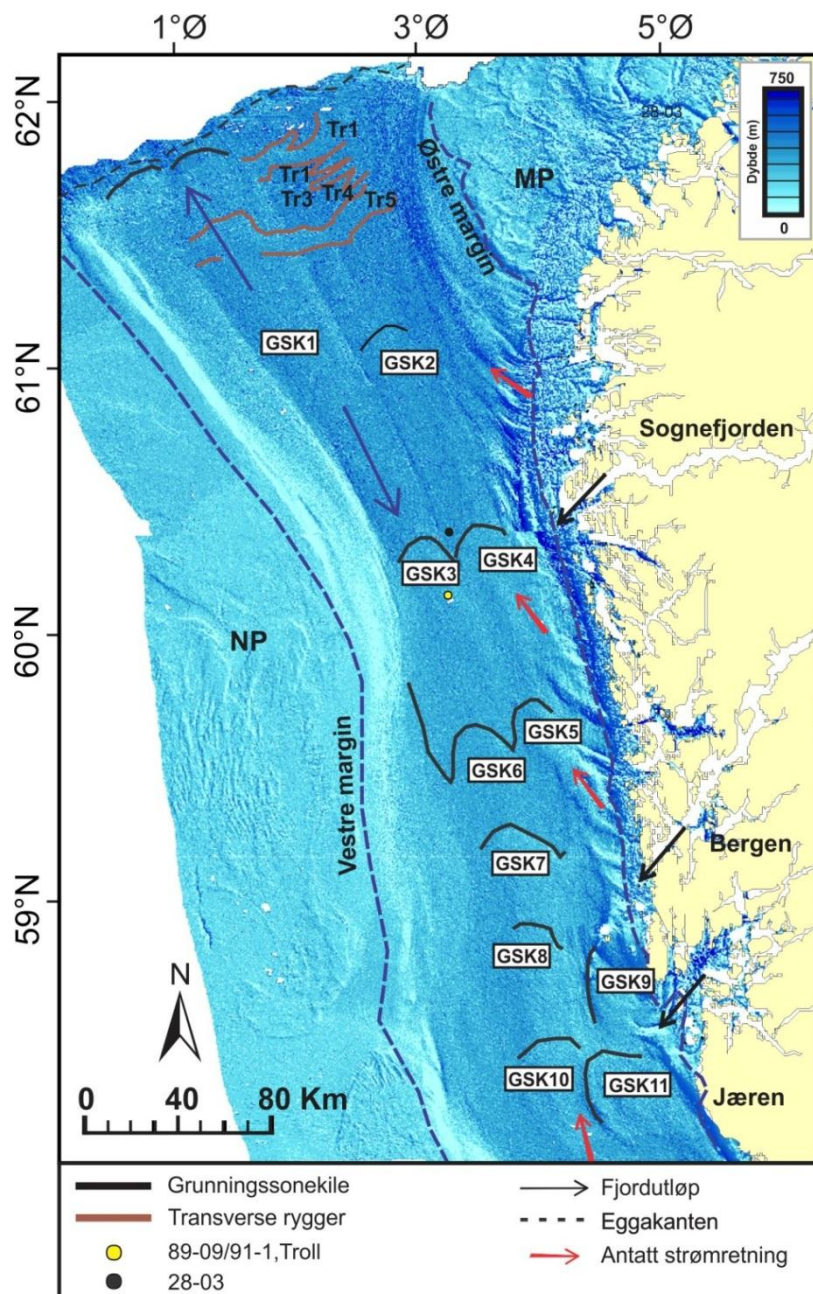 1°Ø 3°Ø 5°Ø
62°N
61°N
60°N
59°N
750
Dybde (m)
0
28-03
Tr1
Tr1
Tr3
Tr4
Tr5
Østre margin
MP
GSK1
GSK2
Sognefjorden
GSK3
GSK4
NP
Vestre margin
GSK5
GSK6
GSK7
Bergen
GSK8
GSK9
N
GSK10
GSK11
Jæren
0 40 80 Km
Grunningssonekile
Transverse rygger
89-09/91-1,Troll
28-03
Fjordutløp
Eggakanten
Antatt strømretning